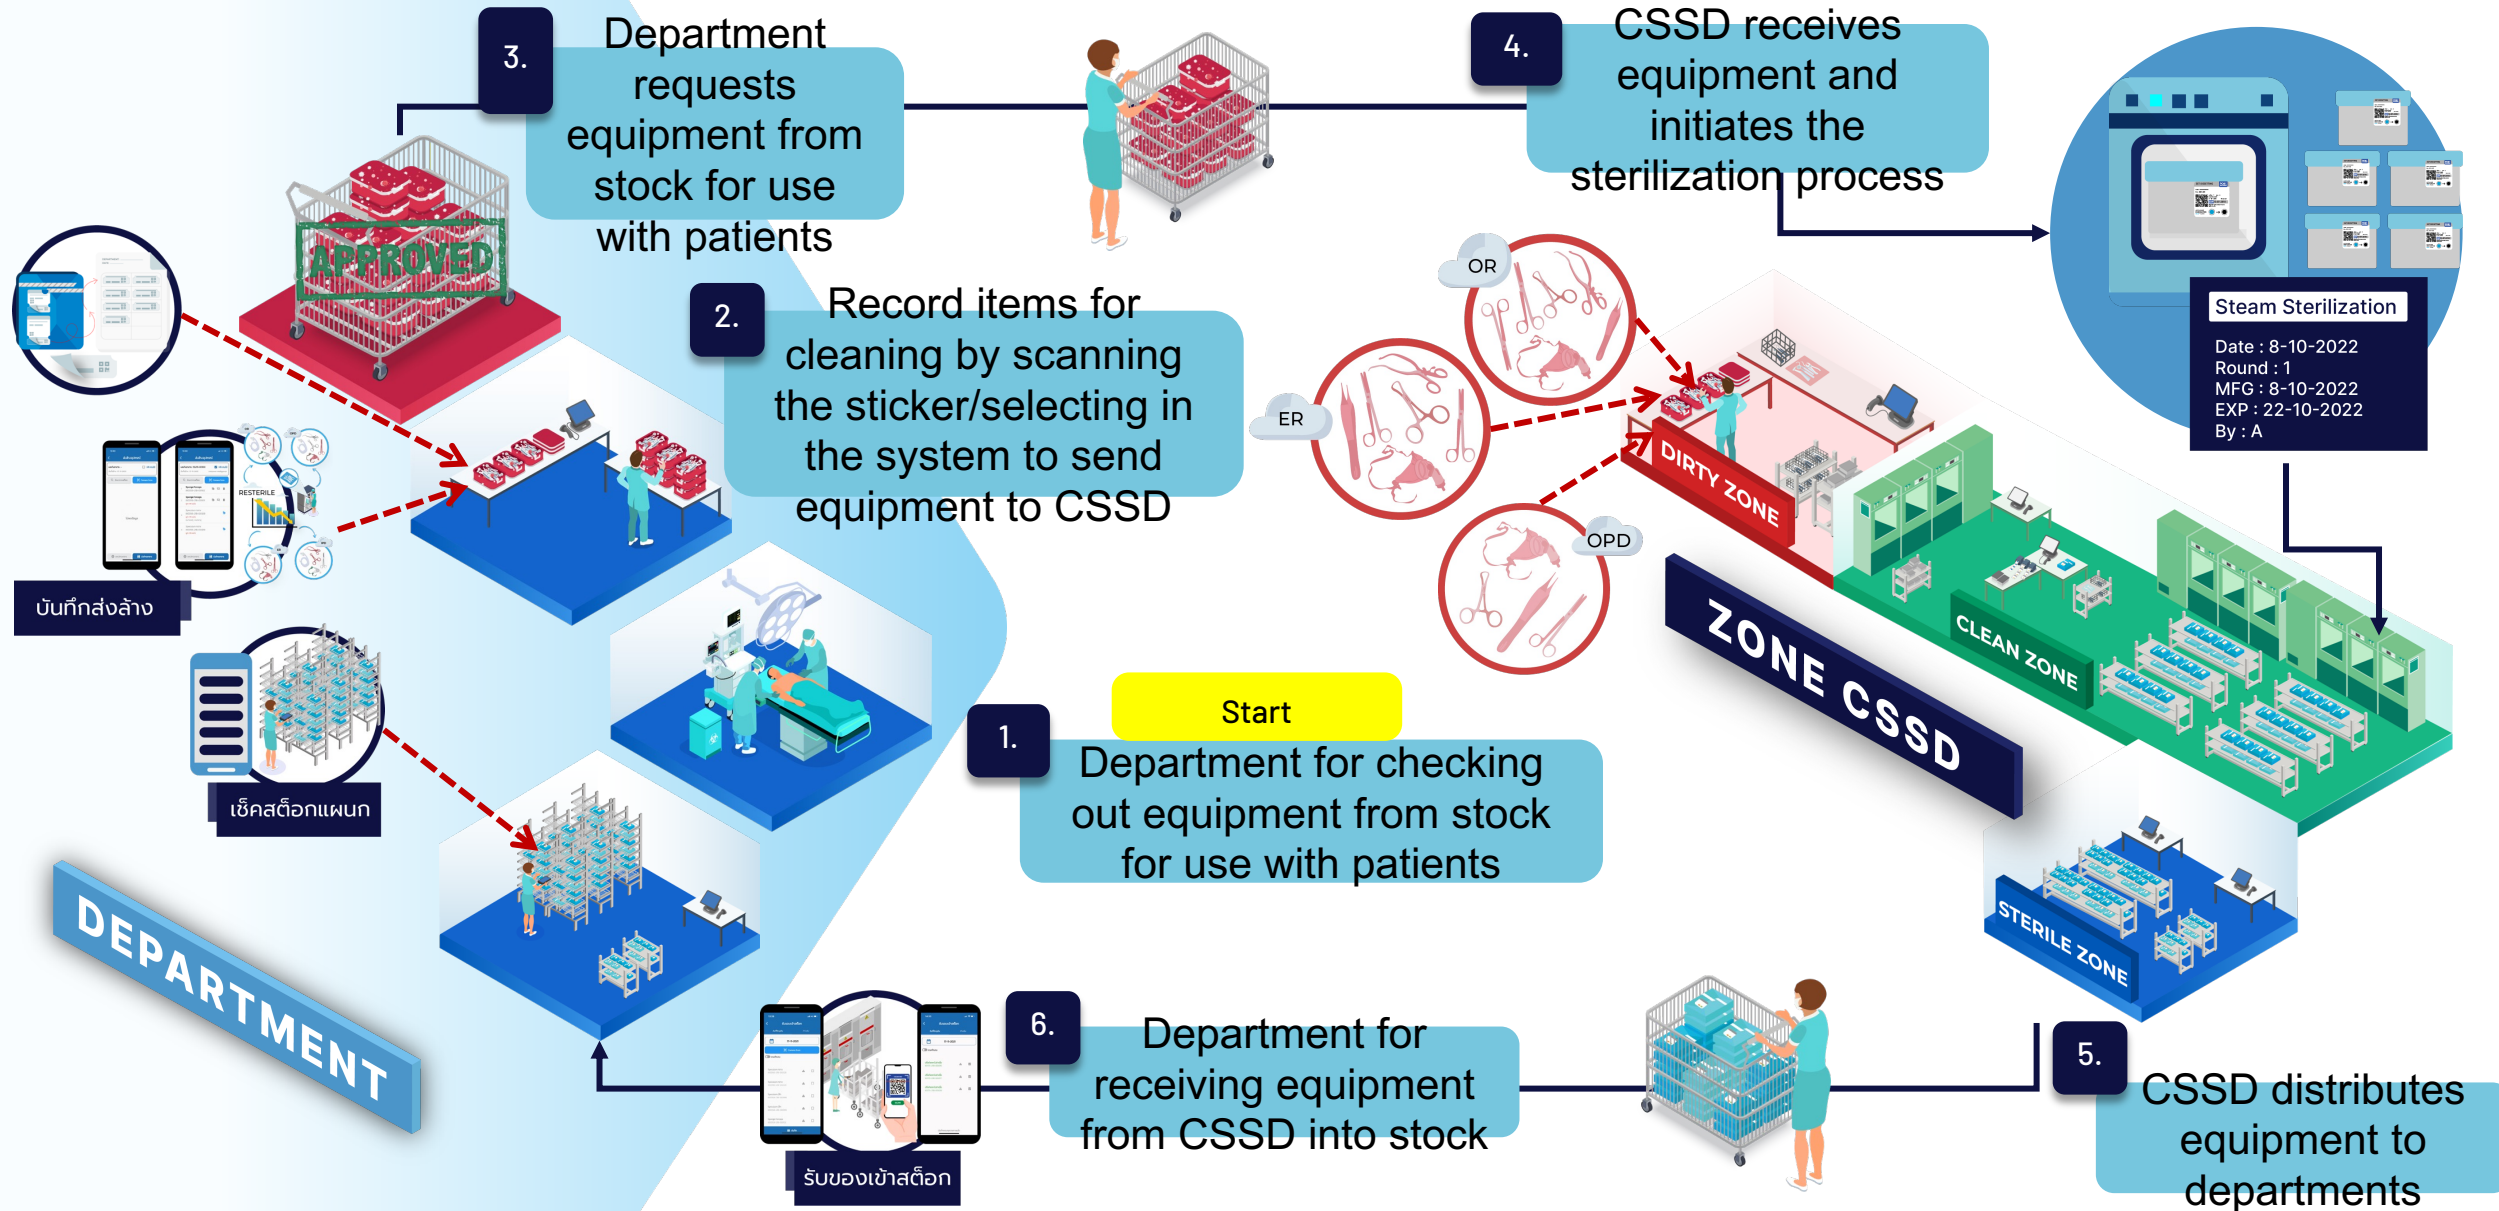 3.
Department
requests
equipment from
stock for use
with patients
4.
CSSD receives
equipment and
initiates the
sterilization process
APPROVED
2.
Record items for
cleaning by scanning
the sticker/selecting in
the system to send
equipment to CSSD
OR
ER
OPD
Steam Sterilization
Date : 8-10-2022
Round : 1
MFG : 8-10-2022
EXP : 22-10-2022
By : A
RESTERILE
บันทึกส่งล้าง
เช็คสต็อกแผนก
DIRTY ZONE
CLEAN ZONE
ZONE CSSD
STERILE ZONE
Start
1.
Department for checking
out equipment from stock
for use with patients
DEPARTMENT
6.
Department for
receiving equipment
from CSSD into stock
รับของเข้าสต็อก
5.
CSSD distributes
equipment to
departments